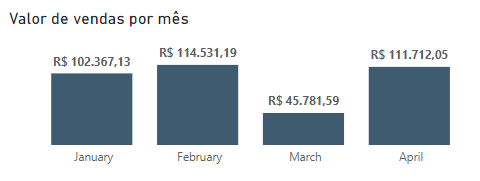 Valor de vendas por mês
R$ 102.367,13
R$ 114.531,19
R$ 45.781,59
R$ 111.712,05
January
February
March
April